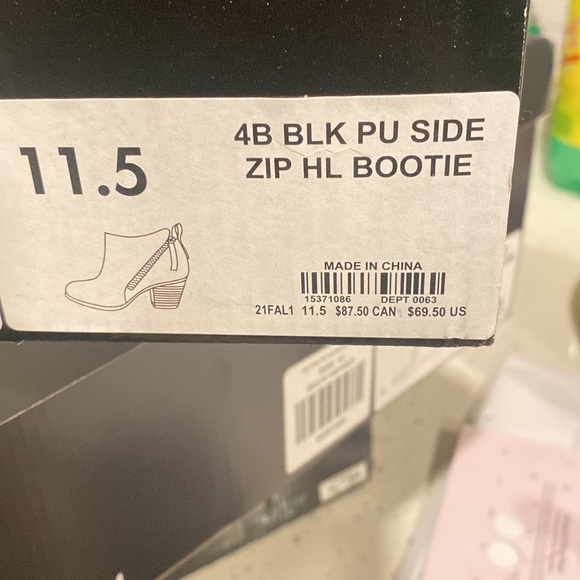 11.5
4B BLK PU SIDE
ZIP HL BOOTIE
MADE IN CHINA
15371086 DEPT 0063
21FAL1 11.5 $87.50 CAN $69.50 US